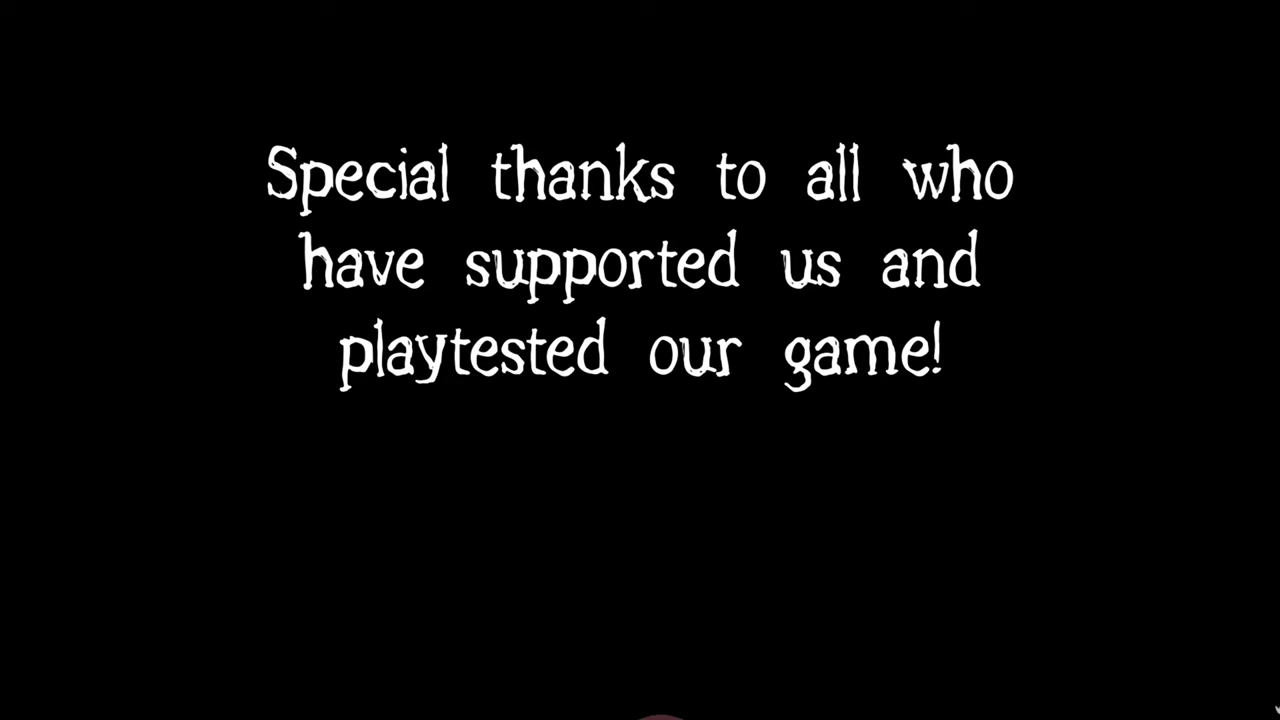 Special thanks to all who
have supported us and
playtested our game!